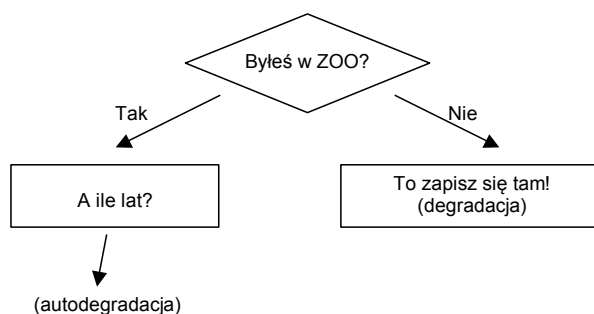 Byłeś w ZOO?
Tak
Nie
A ile lat?
To zapisz się tam!
(degradacja)
(autodegradacja)